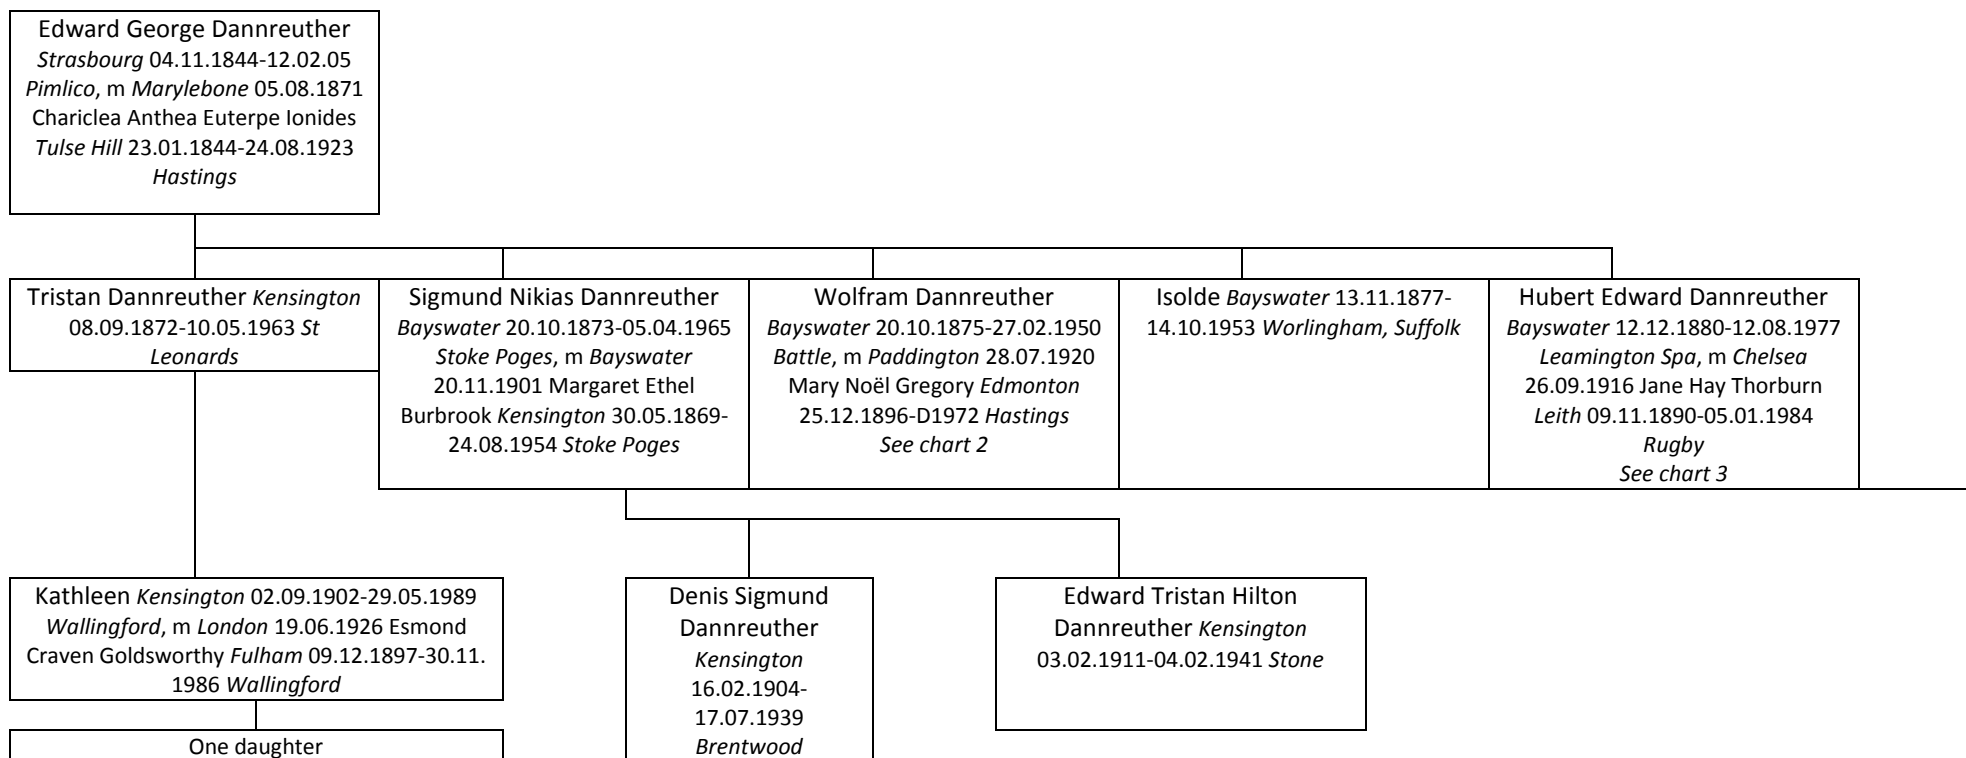 Edward George Dannreuther
Strasbourg 04.11.1844-12.02.05
Pimlico, m Marylebone 05.08.1871
Chariclea Anthea Euterpe Ionides
Tulse Hill 23.01.1844-24.08.1923
Hastings
Tristan Dannreuther Kensington
08.09.1872-10.05.1963 St
Leonards
Sigmund Nikias Dannreuther
Bayswater 20.10.1873-05.04.1965
Stoke Poges, m Bayswater
20.11.1901 Margaret Ethel
Burbrook Kensington 30.05.1869-
24.08.1954 Stoke Poges
Wolfram Dannreuther
Bayswater 20.10.1875-27.02.1950
Battle, m Paddington 28.07.1920
Mary Noël Gregory Edmonton
25.12.1896-D1972 Hastings
See chart 2
Isolde Bayswater 13.11.1877-
14.10.1953 Worlingham, Suffolk
Hubert Edward Dannreuther
Bayswater 12.12.1880-12.08.1977
Leamington Spa, m Chelsea
26.09.1916 Jane Hay Thorburn
Leith 09.11.1890-05.01.1984
Rugby
See chart 3
Kathleen Kensington 02.09.1902-29.05.1989
Wallingford, m London 19.06.1926 Esmond
Craven Goldsworthy Fulham 09.12.1897-30.11.
1986 Wallingford
One daughter
Denis Sigmund
Dannreuther
Kensington
16.02.1904-
17.07.1939
Brentwood
Edward Tristan Hilton
Dannreuther Kensington
03.02.1911-04.02.1941 Stone